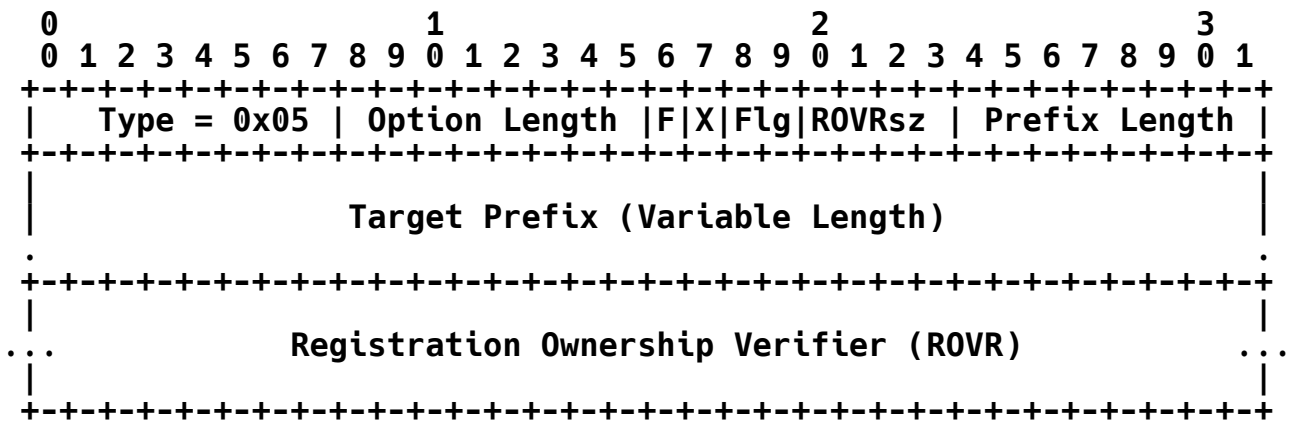 0                   1                   2                   3
 0 1 2 3 4 5 6 7 8 9 0 1 2 3 4 5 6 7 8 9 0 1 2 3 4 5 6 7 8 9 0 1
+-+-+-+-+-+-+-+-+-+-+-+-+-+-+-+-+-+-+-+-+-+-+-+-+-+-+-+-+-+-+-+-+
|   Type = 0x05 | Option Length |F|X|Flg|ROVRsz | Prefix Length |
+-+-+-+-+-+-+-+-+-+-+-+-+-+-+-+-+-+-+-+-+-+-+-+-+-+-+-+-+-+-+-+-+
|                                                               |
|                Target Prefix (Variable Length)                |
.                                                               .
+-+-+-+-+-+-+-+-+-+-+-+-+-+-+-+-+-+-+-+-+-+-+-+-+-+-+-+-+-+-+-+-+
|                                                               |
...            Registration Ownership Verifier (ROVR)           ...
|                                                               |
+-+-+-+-+-+-+-+-+-+-+-+-+-+-+-+-+-+-+-+-+-+-+-+-+-+-+-+-+-+-+-+-+